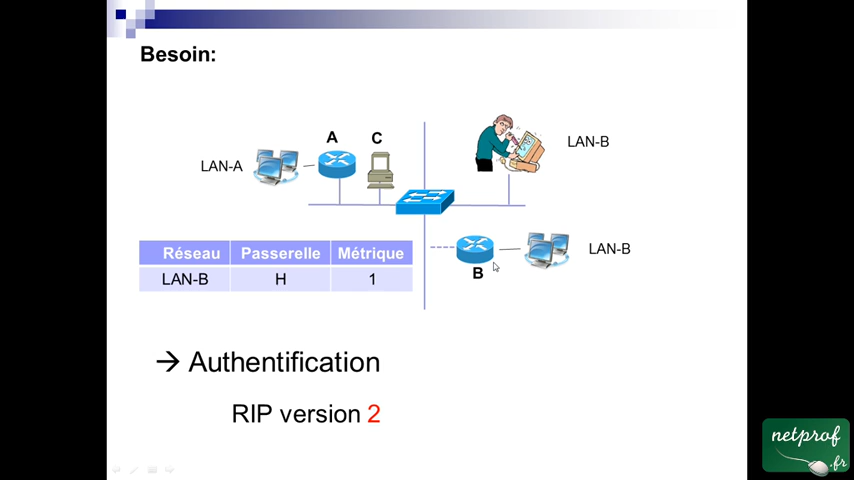 Besoin:
A
C
LAN-A
LAN-B
Réseau Passerelle Métrique
LAN-B H 1
B
LAN-B
→ Authentification
RIP version 2
netprof
.fr